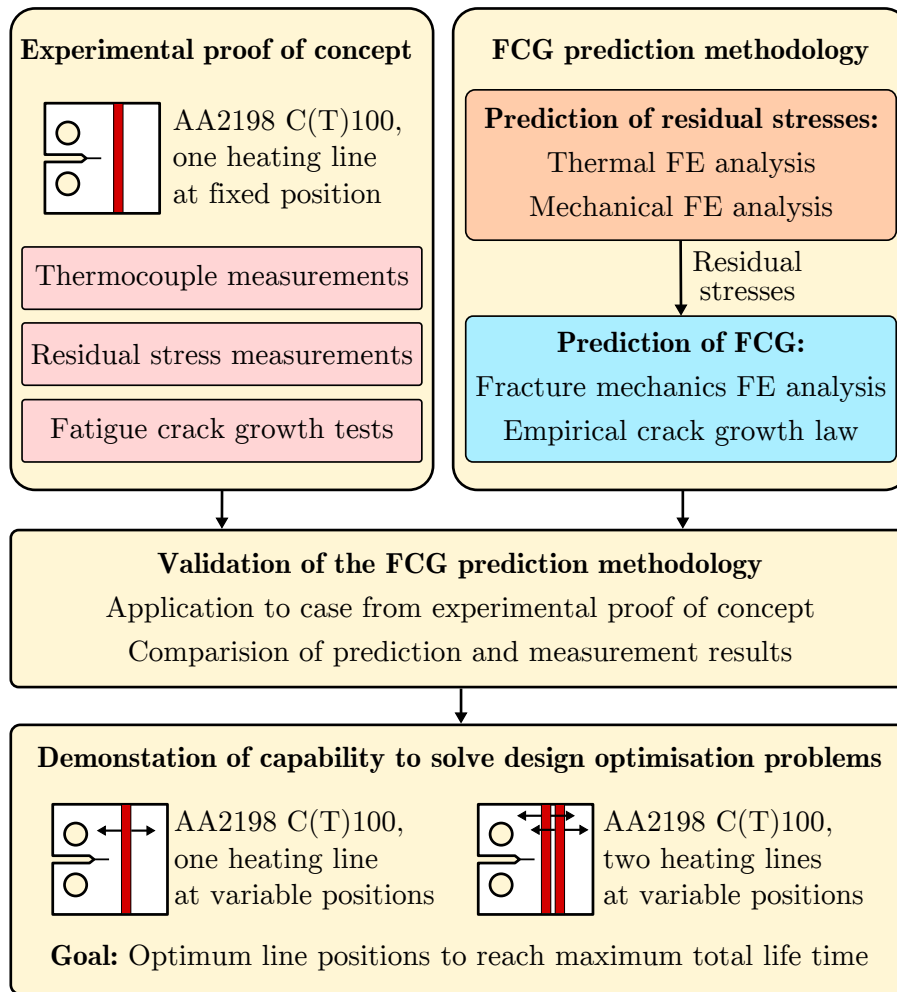 Experimental proof of concept
AA2198 C(T)100,
one heating line
at fixed position
Thermocouple measurements
Residual stress measurements
Fatigue crack growth tests
FCG prediction methodology
Prediction of residual stresses:
Thermal FE analysis
Mechanical FE analysis
Residual
stresses
Prediction of FCG:
Fracture mechanics FE analysis
Empirical crack growth law
Validation of the FCG prediction methodology
Application to case from experimental proof of concept
Comparision of prediction and measurement results
Demonstation of capability to solve design optimisation problems
AA2198 C(T)100,
one heating line
at variable positions
AA2198 C(T)100,
two heating lines
at variable positions
Goal: Optimum line positions to reach maximum total life time